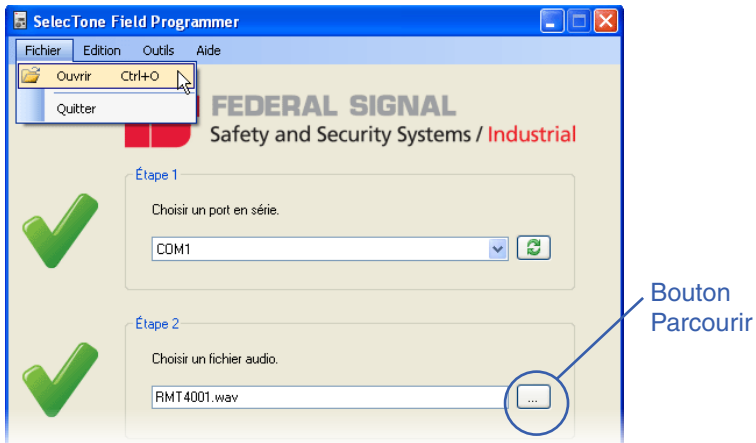 SelecTone Field Programmer
Fichier Edition Outils Aide
Ouvrir Ctrl+O
Quitter
FEDERAL SIGNAL
Safety and Security Systems / Industrial
Étape 1
Choisir un port en série.
COM1
Étape 2
Choisir un fichier audio.
RMT4001.wav
...
Bouton
Parcourir